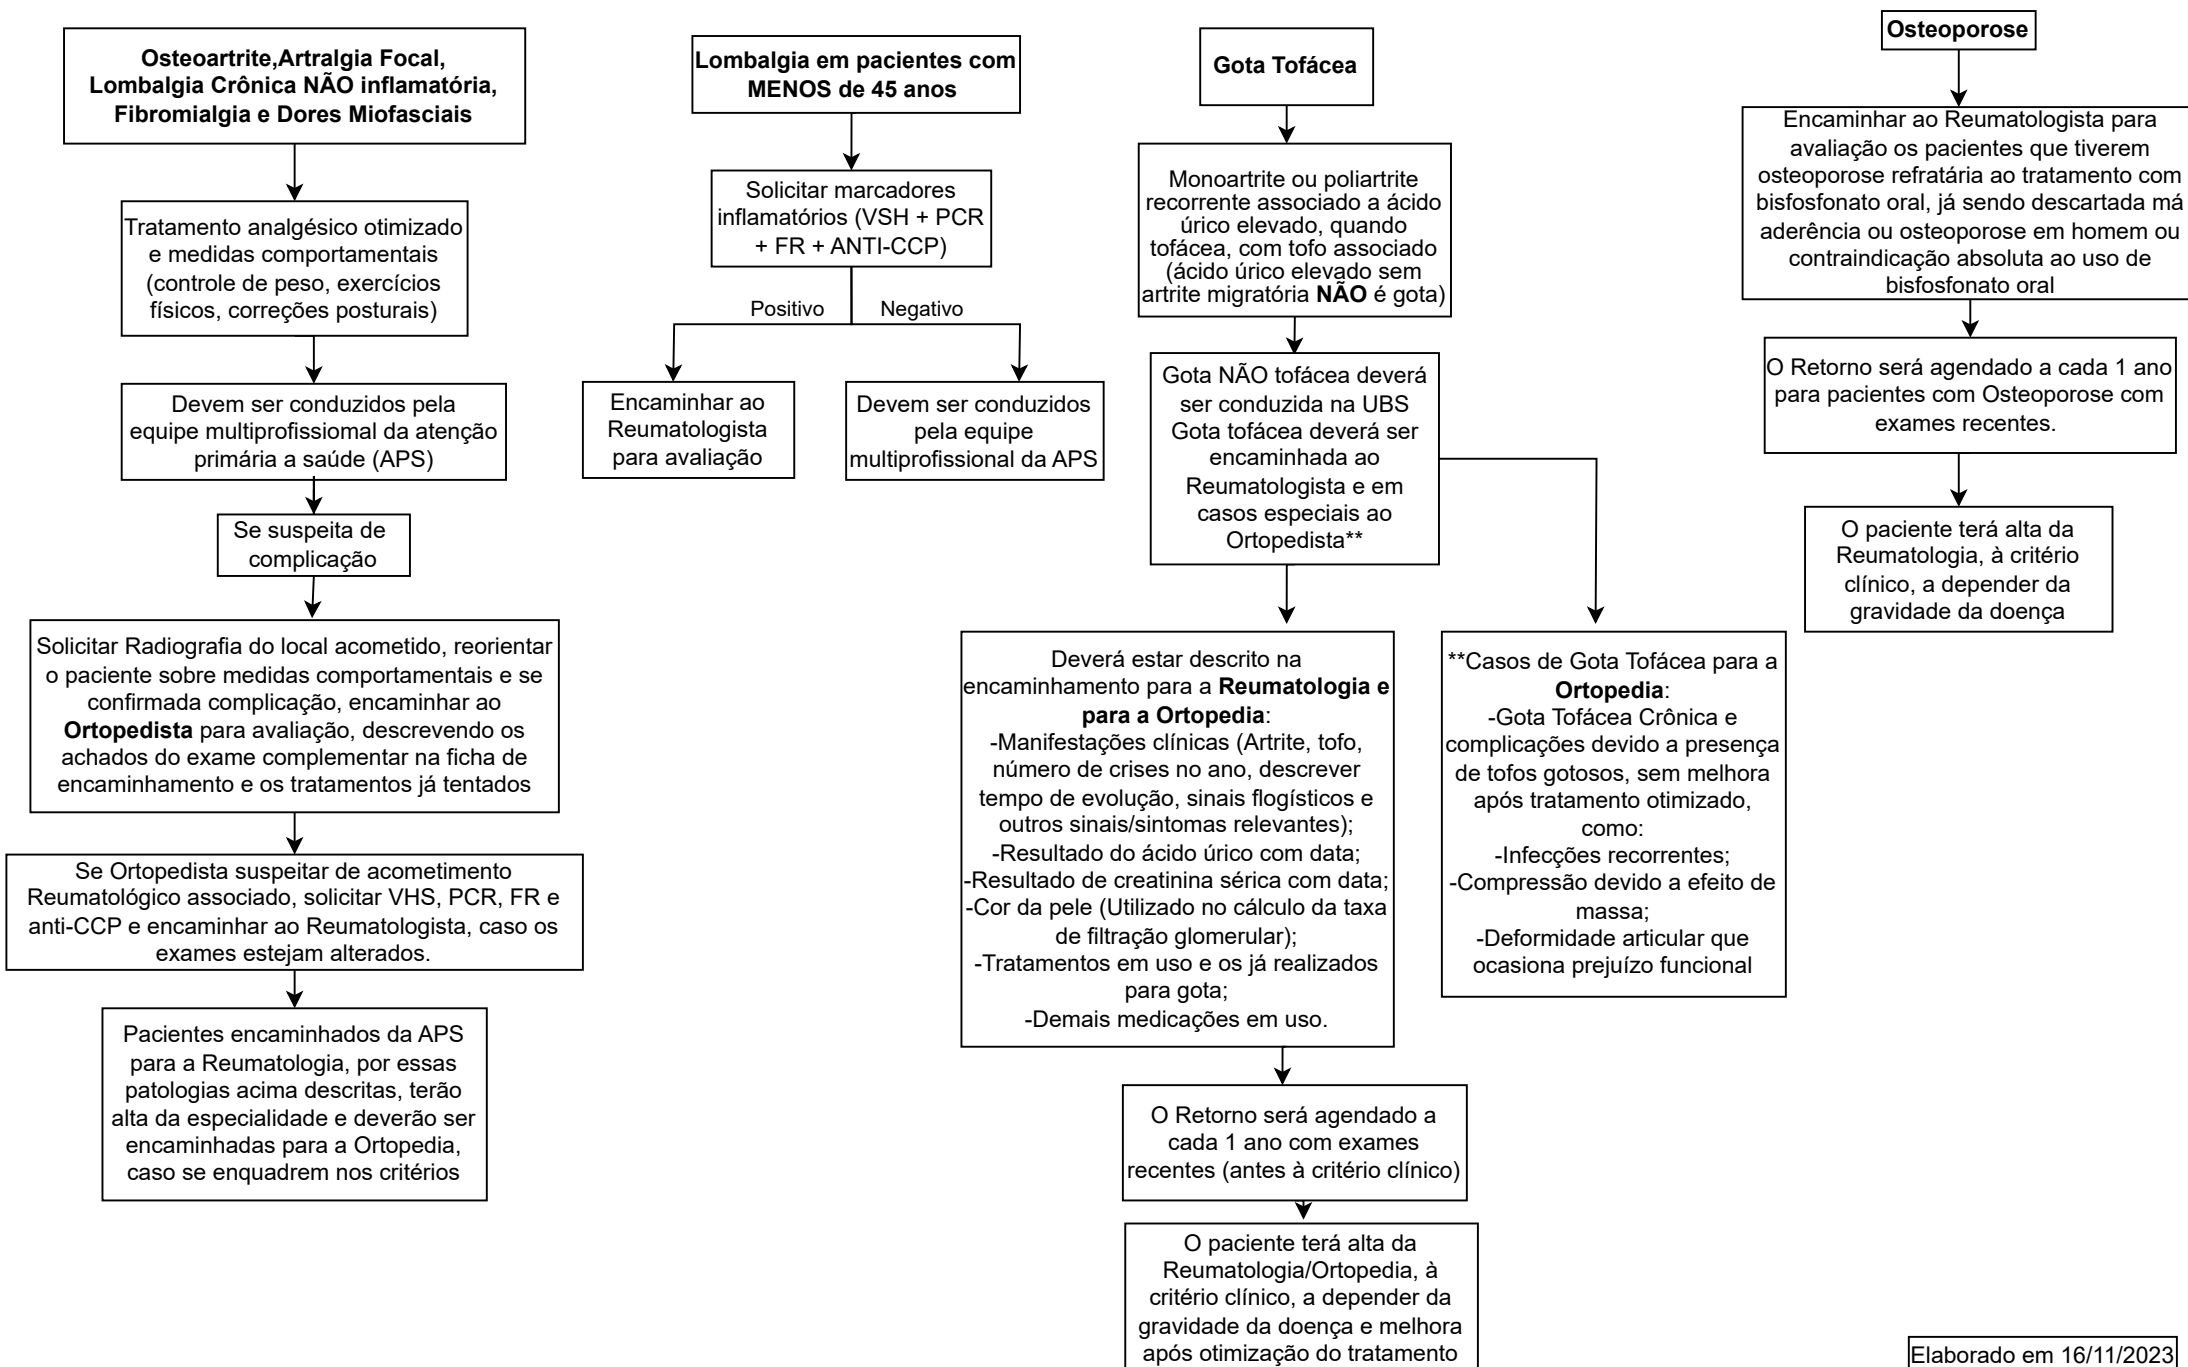 Osteoartrite,Artralgia Focal,
Lombalgia Crônica NÃO inflamatória,
Fibromialgia e Dores Miofasciais
Tratamento analgésico otimizado
e medidas comportamentais
(controle de peso, exercícios
físicos, correções posturais)
Devem ser conduzidos pela
equipe multiprofissiomal da atenção
primária a saúde (APS)
Se suspeita de
complicação
Solicitar Radiografia do local acometido, reorientar
o paciente sobre medidas comportamentais e se
confirmada complicação, encaminhar ao
Ortopedista para avaliação, descrevendo os
achados do exame complementar na ficha de
encaminhamento e os tratamentos já tentados
Se Ortopedista suspeitar de acometimento
Reumatológico associado, solicitar VHS, PCR, FR e
anti-CCP e encaminhar ao Reumatologista, caso os
exames estejam alterados.
Pacientes encaminhados da APS
para a Reumatologia, por essas
patologias acima descritas, terão
alta da especialidade e deverão ser
encaminhadas para a Ortopedia,
caso se enquadrem nos critérios
Lombalgia em pacientes com
MENOS de 45 anos
Solicitar marcadores
inflamatórios (VSH + PCR
+ FR + ANTI-CCP)
Positivo
Negativo
Encaminhar ao
Reumatologista
para avaliação
Devem ser conduzidos
pela equipe
multiprofissional da APS
Gota Tofácea
Monoartrite ou poliartrite
recorrente associado a ácido
úrico elevado, quando
tofácea, com tofo associado
(ácido úrico elevado sem
artrite migratória NÃO é gota)
Gota NÃO tofácea deverá
ser conduzida na UBS
Gota tofácea deverá ser
encaminhada ao
Reumatologista e em
casos especiais ao
Ortopedista**
Deverá estar descrito na
encaminhamento para a Reumatologia e
para a Ortopedia:
-Manifestações clínicas (Artrite, tofo,
número de crises no ano, descrever
tempo de evolução, sinais flogísticos e
outros sinais/sintomas relevantes);
-Resultado do ácido úrico com data;
-Resultado de creatinina sérica com data;
-Cor da pele (Utilizado no cálculo da taxa
de filtração glomerular);
-Tratamentos em uso e os já realizados
para gota;
-Demais medicações em uso.
**Casos de Gota Tofácea para a
Ortopedia:
-Gota Tofácea Crônica e
complicações devido a presença
de tofos gotosos, sem melhora
após tratamento otimizado,
como:
-Infecções recorrentes;
-Compressão devido a efeito de
massa;
-Deformidade articular que
ocasiona prejuízo funcional
O Retorno será agendado a
cada 1 ano com exames
recentes (antes à critério clínico)
O paciente terá alta da
Reumatologia/Ortopedia, à
critério clínico, a depender da
gravidade da doença e melhora
após otimização do tratamento
Osteoporose
Encaminhar ao Reumatologista para
avaliação os pacientes que tiverem
osteoporose refratária ao tratamento com
bisfosfonato oral, já sendo descartada má
aderência ou osteoporose em homem ou
contraindicação absoluta ao uso de
bisfosfonato oral
O Retorno será agendado a cada 1 ano
para pacientes com Osteoporose com
exames recentes.
O paciente terá alta da
Reumatologia, à critério
clínico, a depender da
gravidade da doença
Elaborado em 16/11/2023